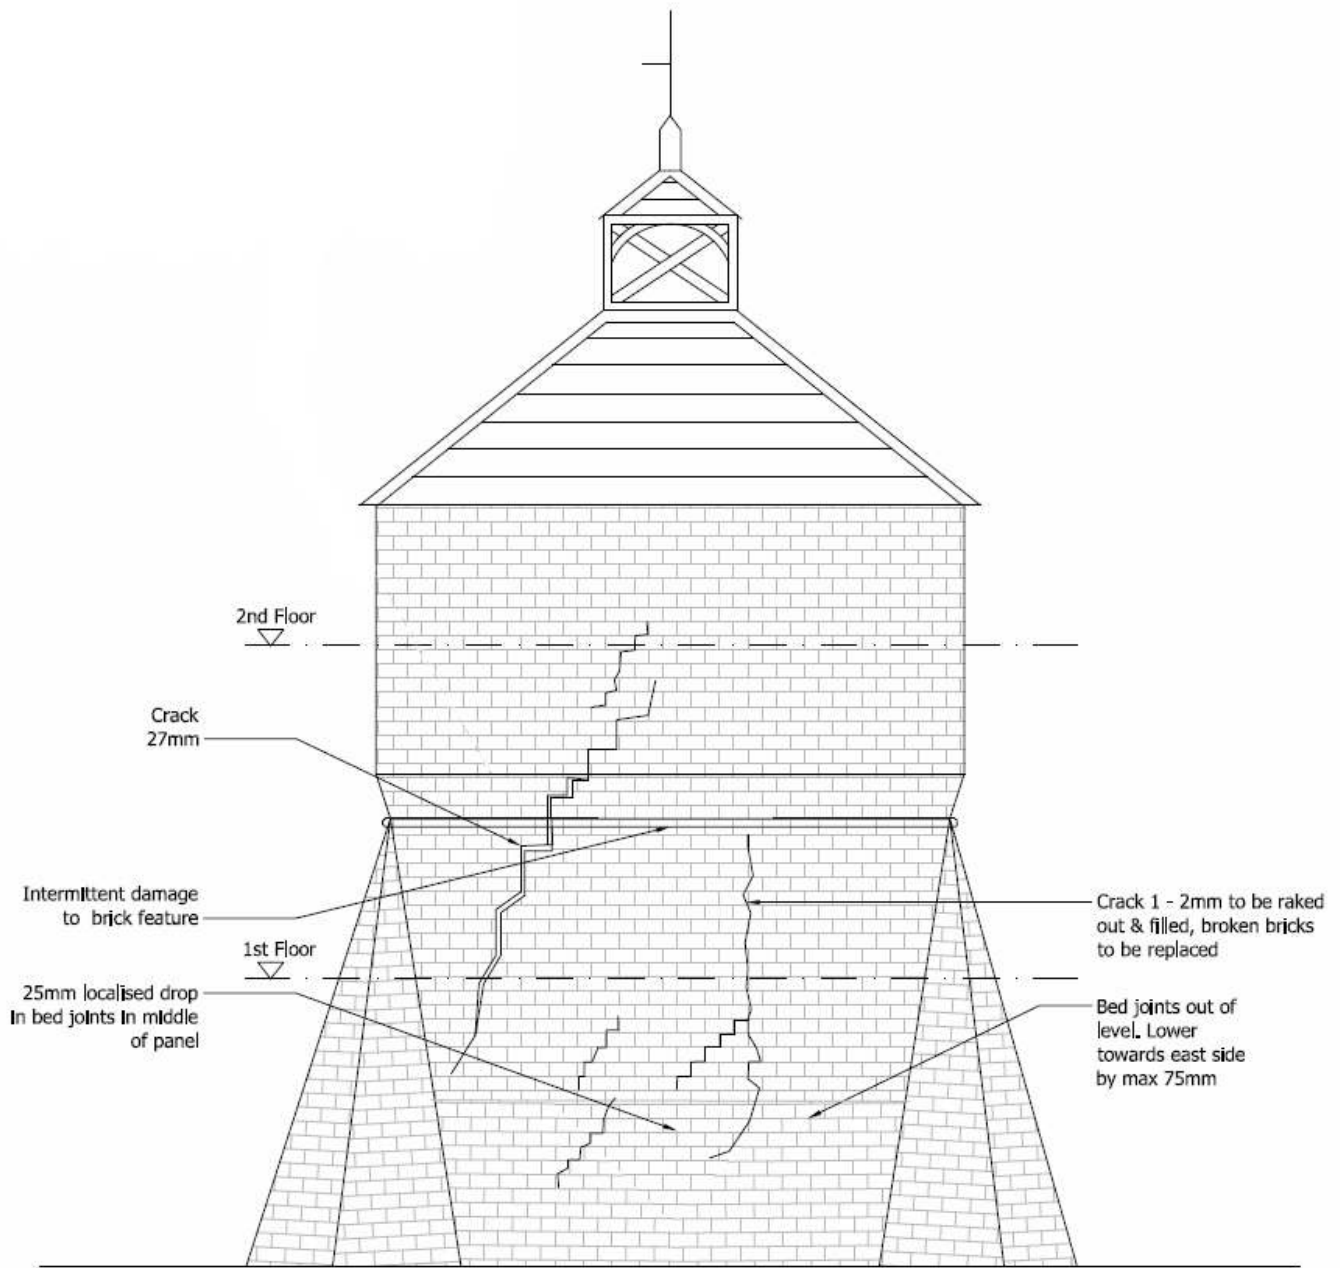 2nd Floor
Crack
27mm
Intermittent damage
to brick feature
1st Floor
25mm localised drop
in bed joints in middle
of panel
Crack 1 - 2mm to be raked
out & filled, broken bricks
to be replaced
Bed joints out of
level. Lower
towards east side
by max 75mm